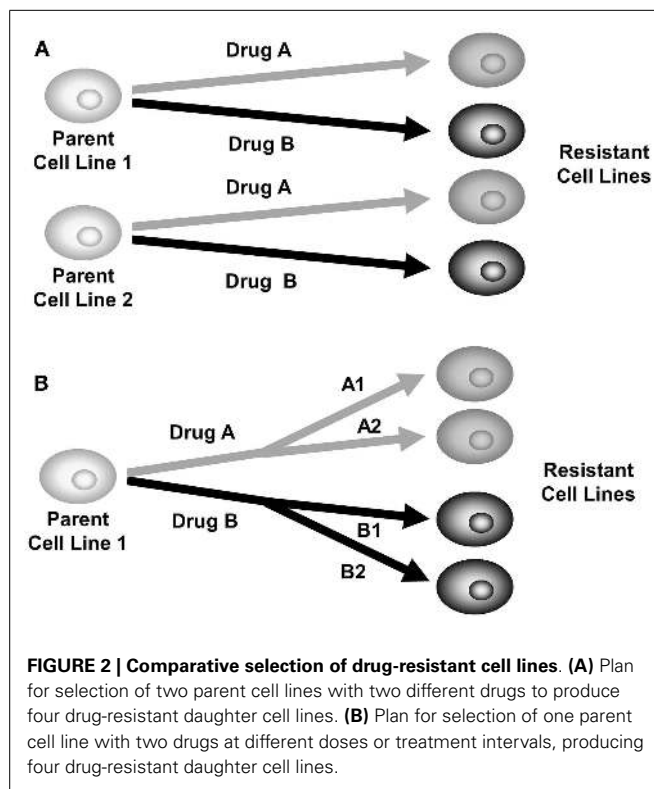 A
Drug A
Parent
Cell Line 1
Drug B
Resistant
Cell Lines
Drug A
Parent
Cell Line 2
Drug B
B
A1
A2
Drug A
Resistant
Cell Lines
Parent
Cell Line 1
Drug B
B1
B2
FIGURE 2 | Comparative selection of drug-resistant cell lines. (A) Plan
for selection of two parent cell lines with two different drugs to produce
four drug-resistant daughter cell lines. (B) Plan for selection of one parent
cell line with two drugs at different doses or treatment intervals, producing
four drug-resistant daughter cell lines.